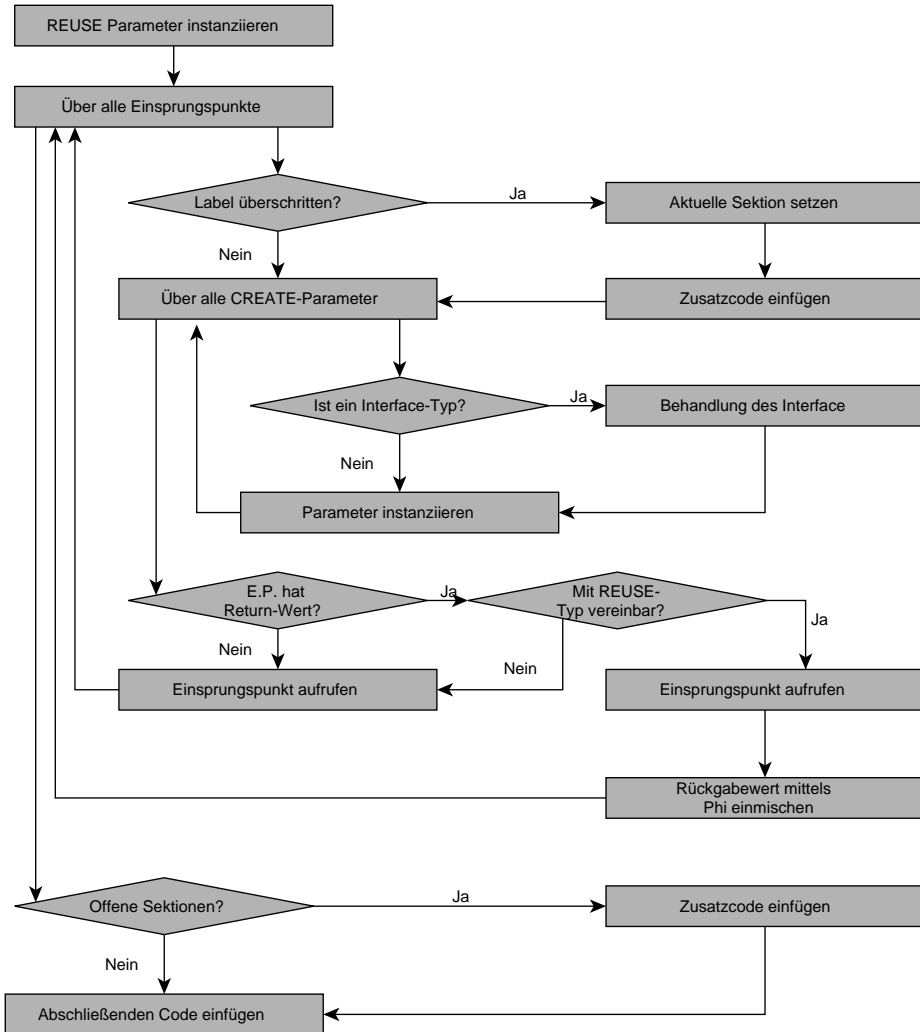 REUSE Parameter instanziieren
Über alle Einsprungspunkte
Label überschritten?
Ja
Aktuelle Sektion setzen
Nein
Über alle CREATE-Parameter
Zusatzcode einfügen
Ist ein Interface-Typ?
Ja
Behandlung des Interface
Nein
Parameter instanziieren
E.P. hat
Return-Wert?
Ja
Mit REUSE-
Typ vereinbar?
Ja
Nein
Nein
Einsprungspunkt aufrufen
Einsprungspunkt aufrufen
Rückgabewert mittels
Phi einmischen
Offene Sektionen?
Ja
Zusatzcode einfügen
Nein
Abschließenden Code einfügen